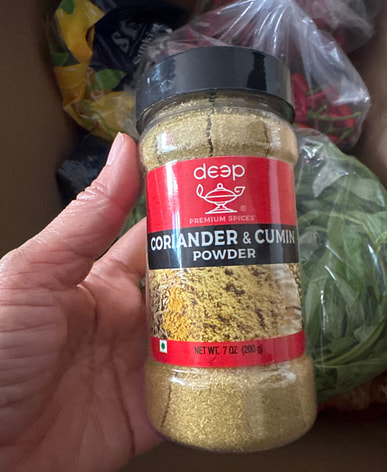 deep
®
PREMIUM SPICES
CORIANDER & CUMIN
POWDER
NET WT. 7 OZ (200 g)